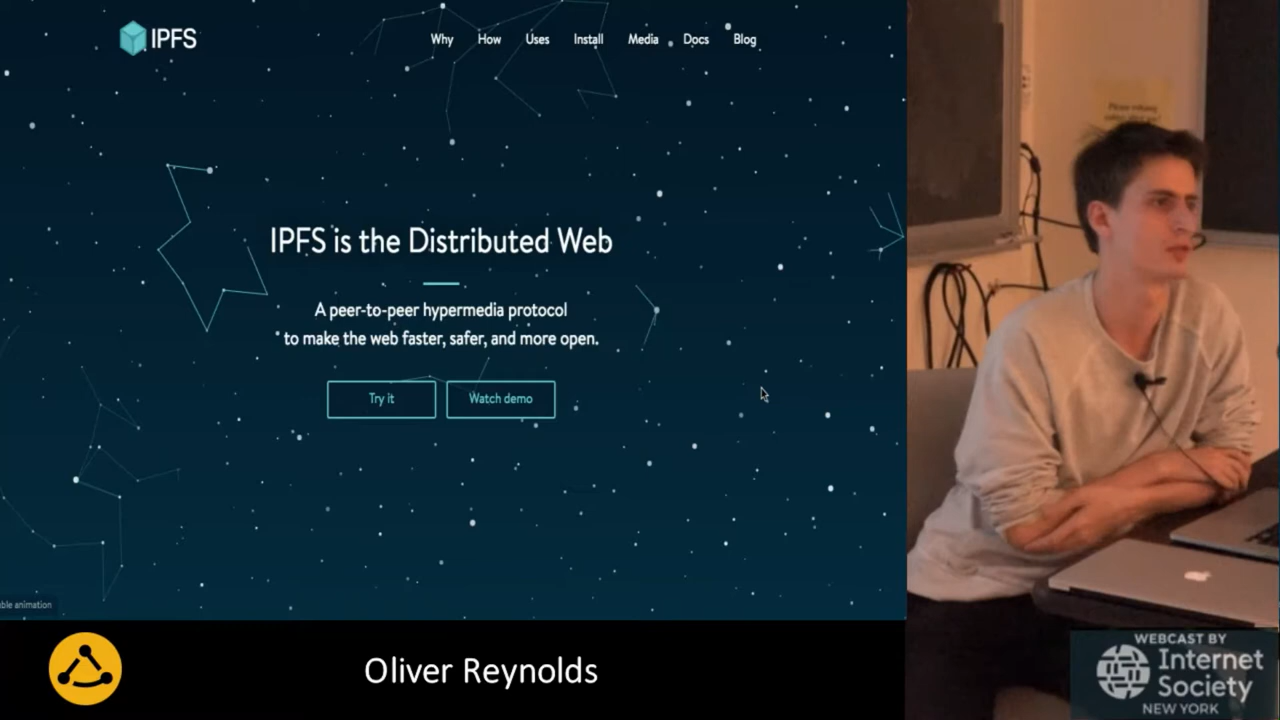 IPFS
Why How Uses Install Media Docs Blog
IPFS is the Distributed Web
A peer-to-peer hypermedia protocol
to make the web faster, safer, and more open.
Try it Watch demo
animation
Oliver Reynolds
Please
WEBCAST BY
Internet
Society
NEW YORK